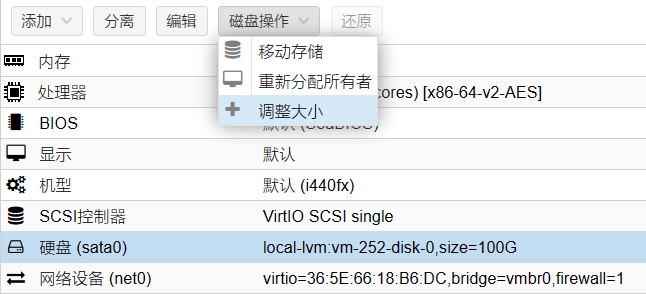 添加 分离 编辑 磁盘操作 还原
移动存储
重新分配所有者
调整大小
内存
处理器 cores) [x86-64-v2-AES]
BIOS 默认
显示 默认
机型 默认 (i440fx)
SCSI控制器 VirtIO SCSI single
硬盘 (sata0) local-lvm:vm-252-disk-0,size=100G
网络设备 (net0) virtio=36:5E:66:18:B6:DC,bridge=vmbr0,firewall=1